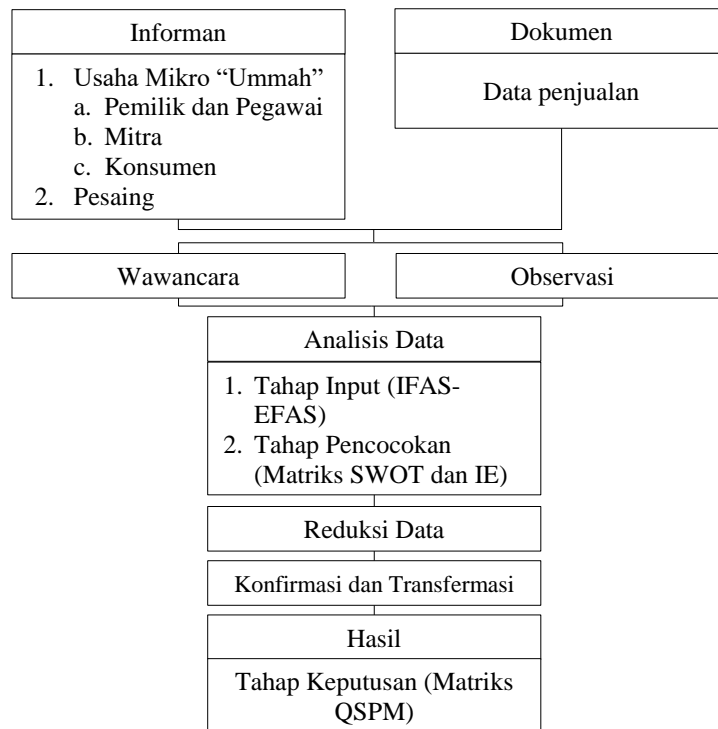 Informan
1. Usaha Mikro “Ummah”
a. Pemilik dan Pegawai
b. Mitra
c. Konsumen
2. Pesaing
Dokumen
Data penjualan
Wawancara
Observasi
Analisis Data
1. Tahap Input (IFAS-
EFAS)
2. Tahap Pencocokan
(Matriks SWOT dan IE)
Reduksi Data
Konfirmasi dan Transfermasi
Hasil
Tahap Keputusan (Matriks
QSPM)